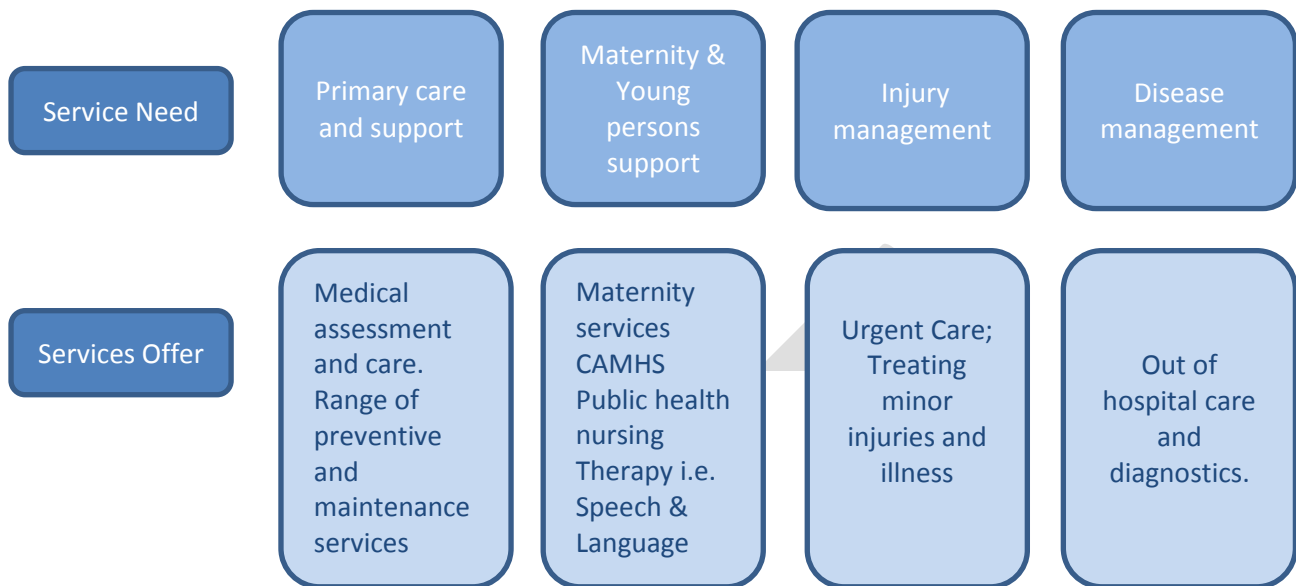 Service Need
Primary care
and support
Maternity &
Young
persons
support
Injury
management
Disease
management
Services Offer
Medical
assessment
and care.
Range of
preventive
and
maintenance
services
Maternity
services
CAMHS
Public health
nursing
Therapy i.e.
Speech &
Language
Urgent Care;
Treating
minor
injuries and
illness
Out of
hospital care
and
diagnostics.